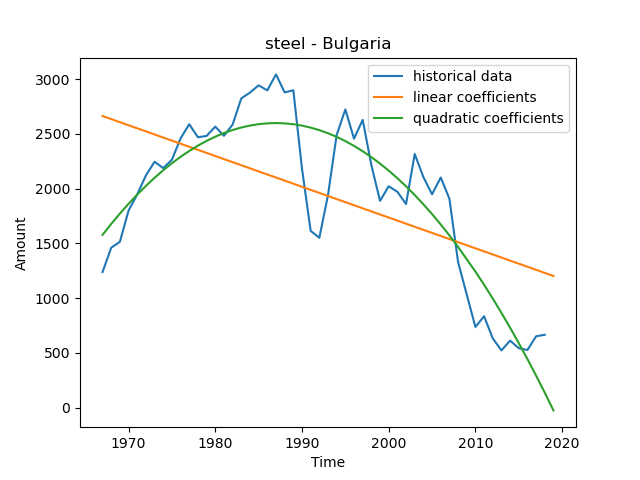 steel - Bulgaria
historical data
linear coefficients
quadratic coefficients
3000
2500
2000
1500
1000
500
0
Amount
1970 1980 1990 2000 2010 2020
Time